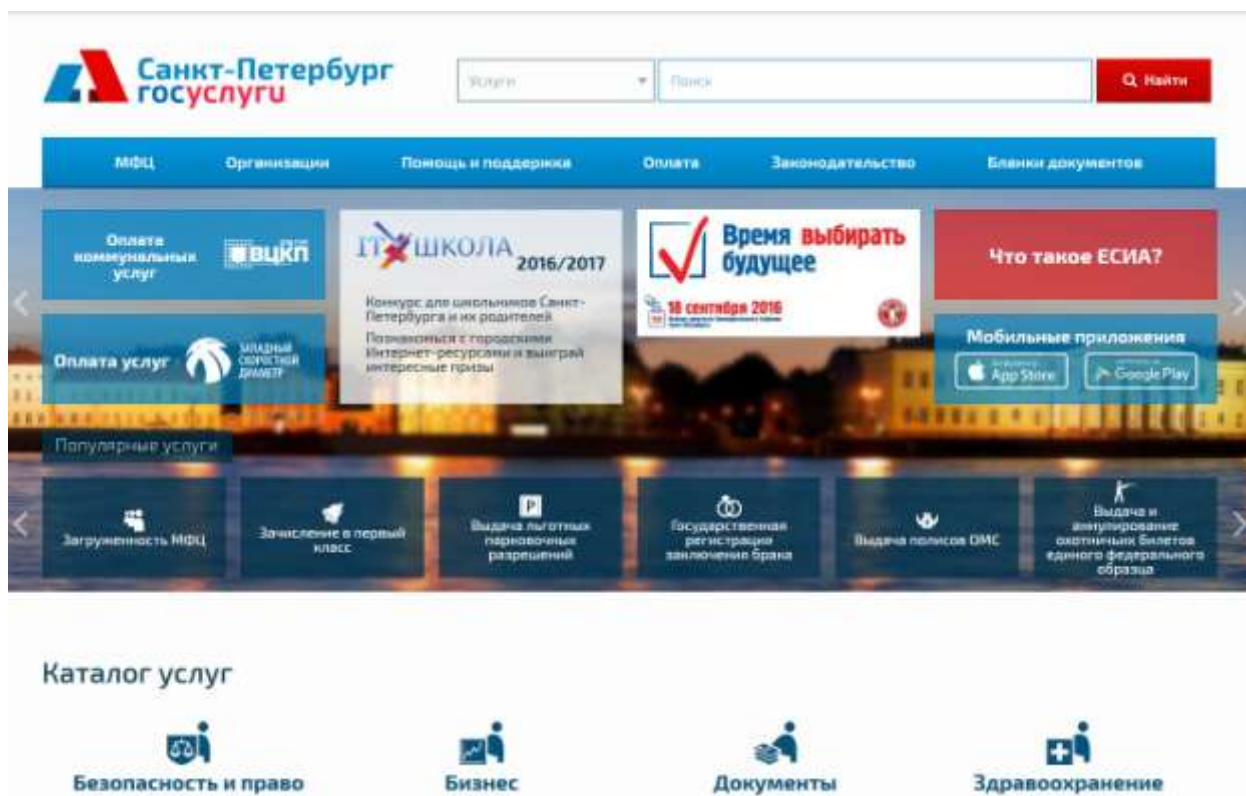 Санкт-Петербург
госуслуги
Услуги
Поиск
Найти
МФЦ
Организации
Помощь и поддержка
Оплата
Законодательство
Бланки документов
Оплата
коммунальных
услуг
ВЦКП
Оплата услуг
ЗАПАДНЫЙ
СКОРОСТНОЙ
ДИАМЕТР
IT ШКОЛА
2016/2017
Конкурс для школьников Санкт-
Петербурга и их родителей
Познакомься с городскими
Интернет-ресурсами и выиграй
интересные призы
Время выбирать
будущее
18 сентября 2016
Что такое ЕСИА?
Мобильные приложения
App Store
Google Play
Популярные услуги
Загруженность МФЦ
Зачисление в первый
класс
Выдача льготных
парковочных
разрешений
Государственная
регистрация
заключения брака
Выдача полисов ОМС
Выдача и
аннулирование
охотничьих билетов
единого федерального
образца
Каталог услуг
Безопасность и право
Бизнес
Документы
Здравоохранение